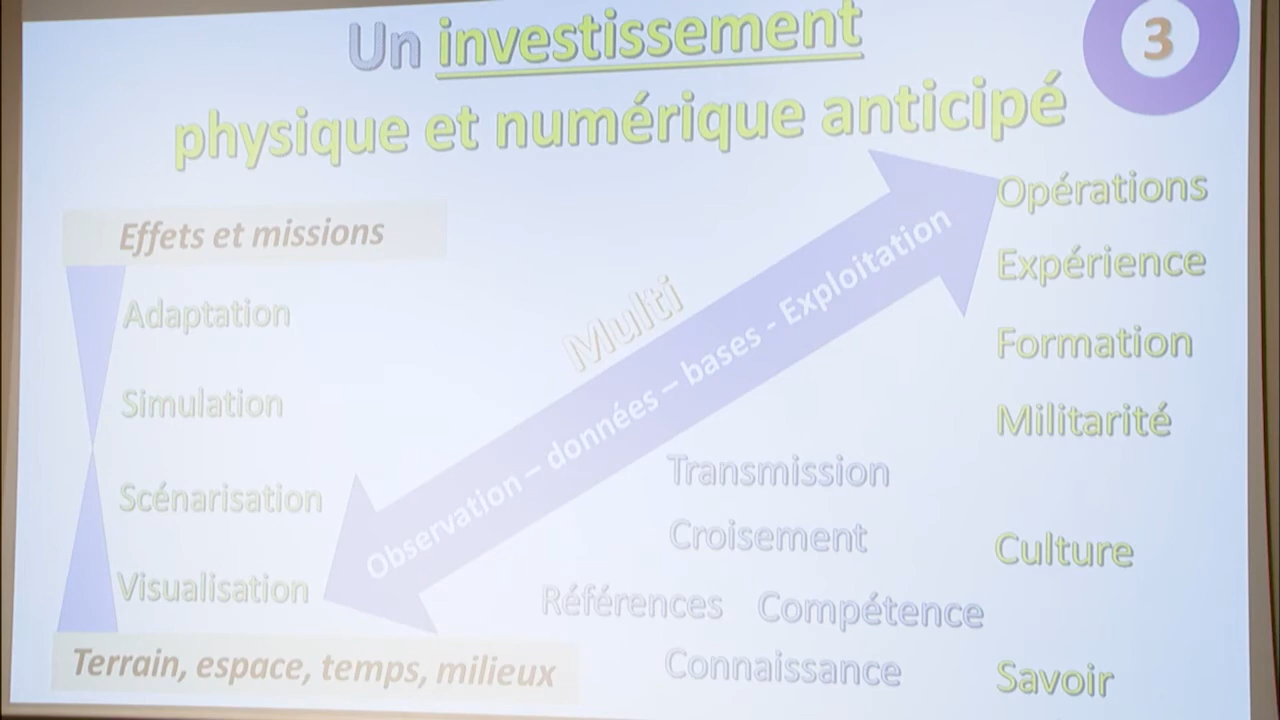 Un investissement
3
physique et numérique anticipé
Effets et missions
Adaptation
Simulation
Scénarisation
Visualisation
Terrain, espace, temps, milieux
Multi
Observation – données – bases - Exploitation
Opérations
Expérience
Formation
Militarité
Transmission
Croisement
Culture
Références Compétence
Connaissance
Savoir